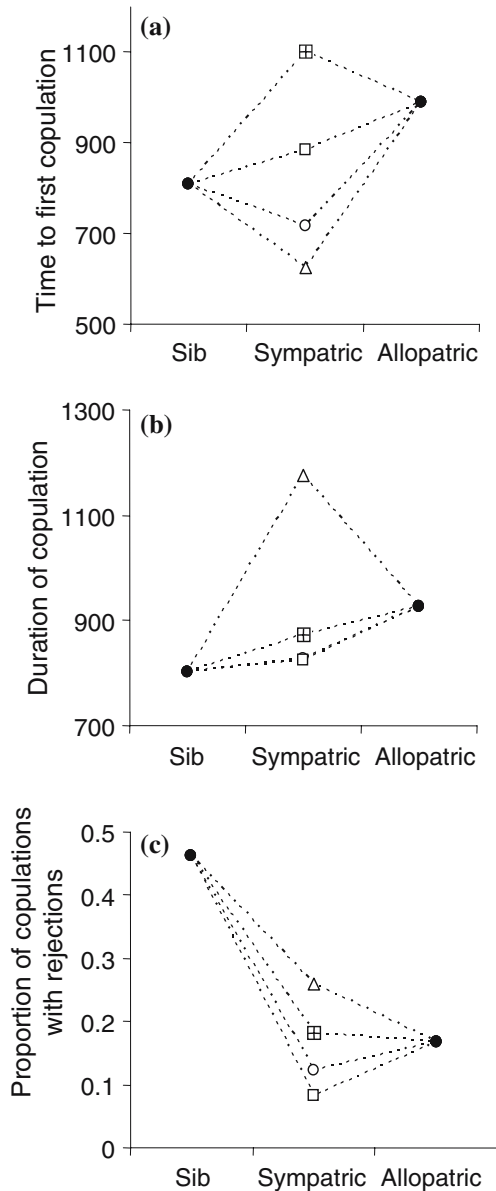 (a)
Time to first copulation
1100
900
700
500
Sib Sympatric Allopatric
(b)
Duration of copulation
1300
1100
900
700
Sib Sympatric Allopatric
(c)
Proportion of copulations
with rejections
0.5
0.4
0.3
0.2
0.1
0
Sib Sympatric Allopatric